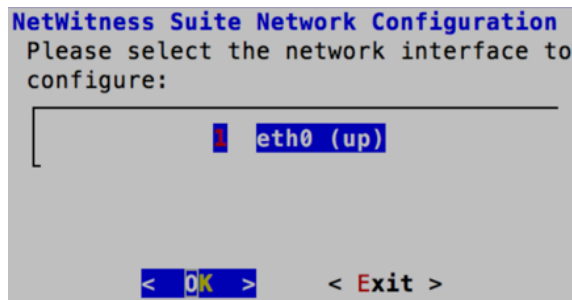 NetWitness Suite Network Configuration
Please select the network interface to
configure:
1 eth0 (up)
< OK > < Exit >